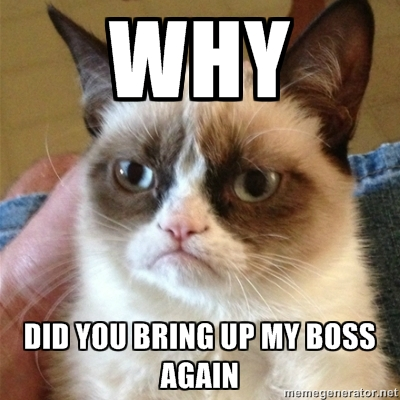 WHY
DID YOU BRING UP MY BOSS
AGAIN
memegenerator.net